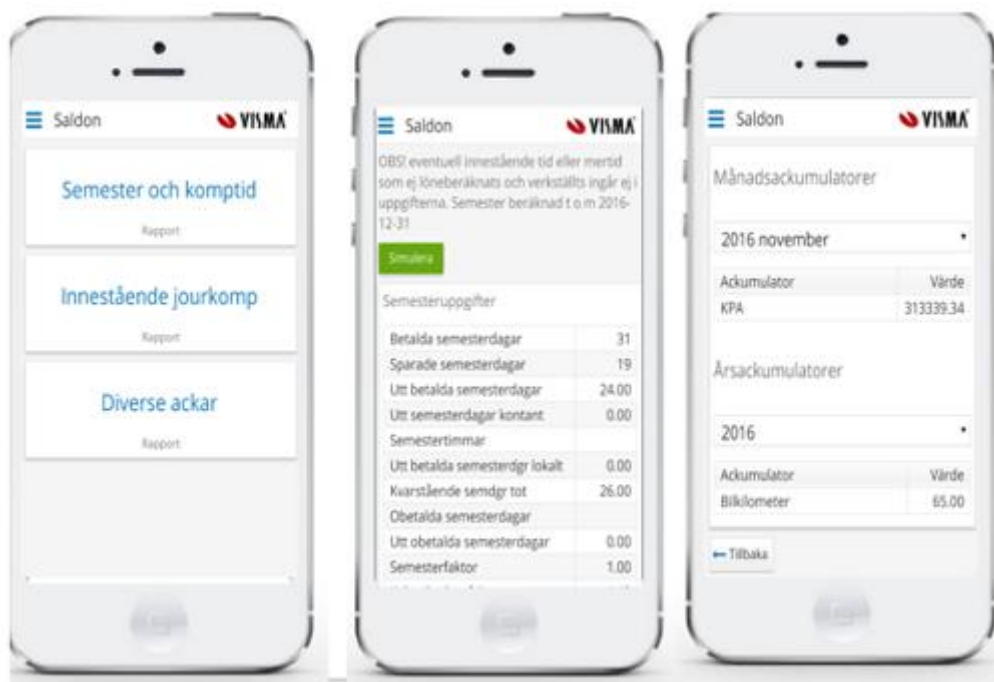 Saldon
VISMA
Semester och komptid
Rapport
Innestående jourkomp
Rapport
Diverse ackar
Rapport
Saldon
VISMA
OBS! eventuell innestående tid eller mertid
som ej löneberäknats och verkställts ingår ej i
uppgifterna. Semester beräknad t o m 2016-
12-31
Simulera
Semesteruppgifter
Betalda semesterdagar 31
Sparade semesterdagar 19
Utt betalda semesterdagar 24.00
Utt semesterdagar kontant 0.00
Semestertimmar
Utt betalda semesterdgr lokalt 0.00
Kvarstående semdgr tot 26.00
Obetalda semesterdagar
Utt obetalda semesterdagar 0.00
Semesterfaktor 1.00
Saldon
VISMA
Månadsackumulatorer
2016 november
Ackumulator Värde
KPA 313339.34
Årsackumulatorer
2016
Ackumulator Värde
Bilkilometer 65.00
Tillbaka